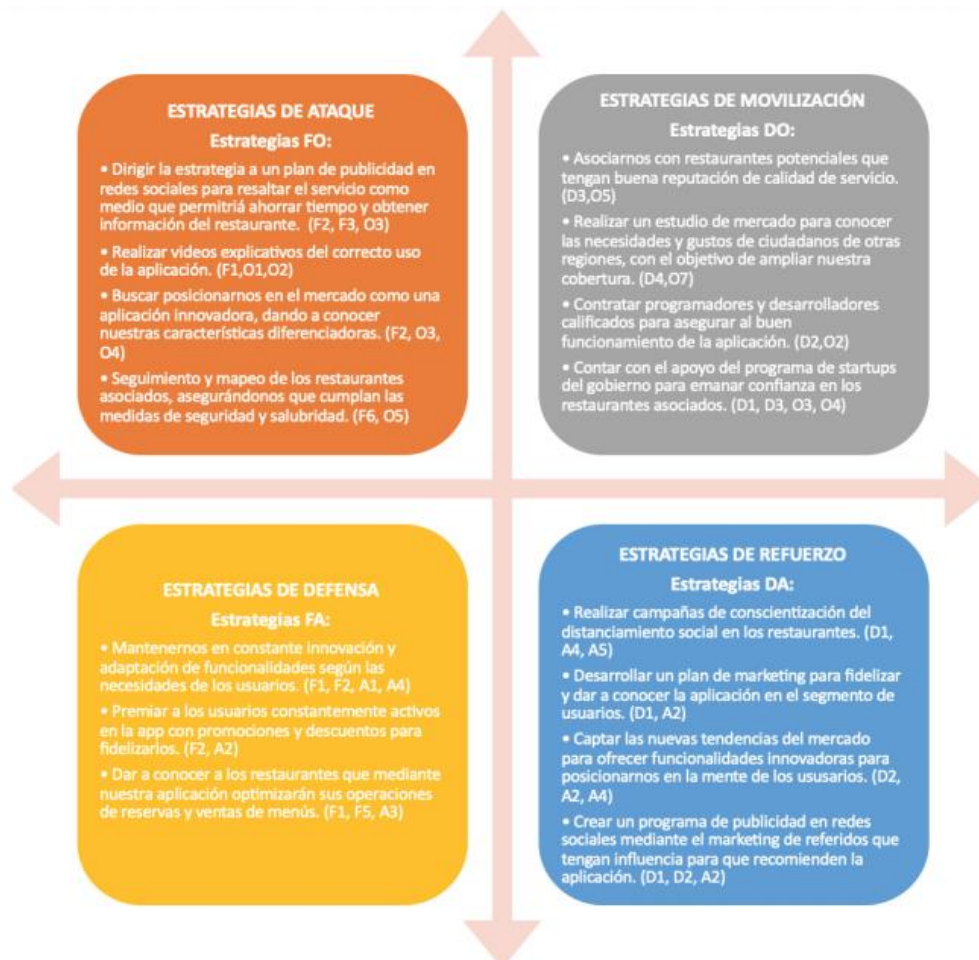 ESTRATEGIAS DE ATAQUE
Estrategias FO:
• Dirigir la estrategia a un plan de publicidad en
redes sociales para resaltar el servicio como
medio que permitriá ahorrar tiempo y obtener
información del restaurante. (F2, F3, O3)
• Realizar videos explicativos del correcto uso
de la aplicación. (F1,O1,O2)
• Buscar posicionarnos en el mercado como una
aplicación innovadora, dando a conocer
nuestras características diferenciadoras. (F2, O3,
O4)
• Seguimiento y mapeo de los restaurantes
asociados, asegurándonos que cumplan las
medidas de seguridad y salubridad. (F6, O5)
ESTRATEGIAS DE MOVILIZACIÓN
Estrategias DO:
• Asociarnos con restaurantes potenciales que
tengan buena reputación de calidad de servicio.
(D3,O5)
• Realizar un estudio de mercado para conocer
las necesidades y gustos de ciudadanos de otras
regiones, con el objetivo de ampliar nuestra
cobertura. (D4,O7)
• Contratar programadores y desarrolladores
calificados para asegurar al buen
funcionamiento de la aplicación. (D2,O2)
• Contar con el apoyo del programa de startups
del gobierno para emanar confianza en los
restaurantes asociados. (D1, D3, O3, O4)
ESTRATEGIAS DE DEFENSA
Estrategias FA:
• Mantenernos en constante innovación y
adaptación de funcionalidades según las
necesidades de los usuarios. (F1, F2, A1, A4)
• Premiar a los usuarios constantemente activos
en la app con promociones y descuentos para
fidelizarlos. (F2, A2)
• Dar a conocer a los restaurantes que mediante
nuestra aplicación optimizarán sus operaciones
de reservas y ventas de menús. (F1, F5, A3)
ESTRATEGIAS DE REFUERZO
Estrategias DA:
• Realizar campañas de conscientización del
distanciamiento social en los restaurantes. (D1,
A4, A5)
• Desarrollar un plan de marketing para fidelizar
y dar a conocer la aplicación en el segmento de
usuarios. (D1, A2)
• Captar las nuevas tendencias del mercado
para ofrecer funcionalidades innovadoras para
posicionarnos en la mente de los ususarios. (D2,
A2, A4)
• Crear un programa de publicidad en redes
sociales mediante el marketing de referidos que
tengan influencia para que recomienden la
aplicación. (D1, D2, A2)